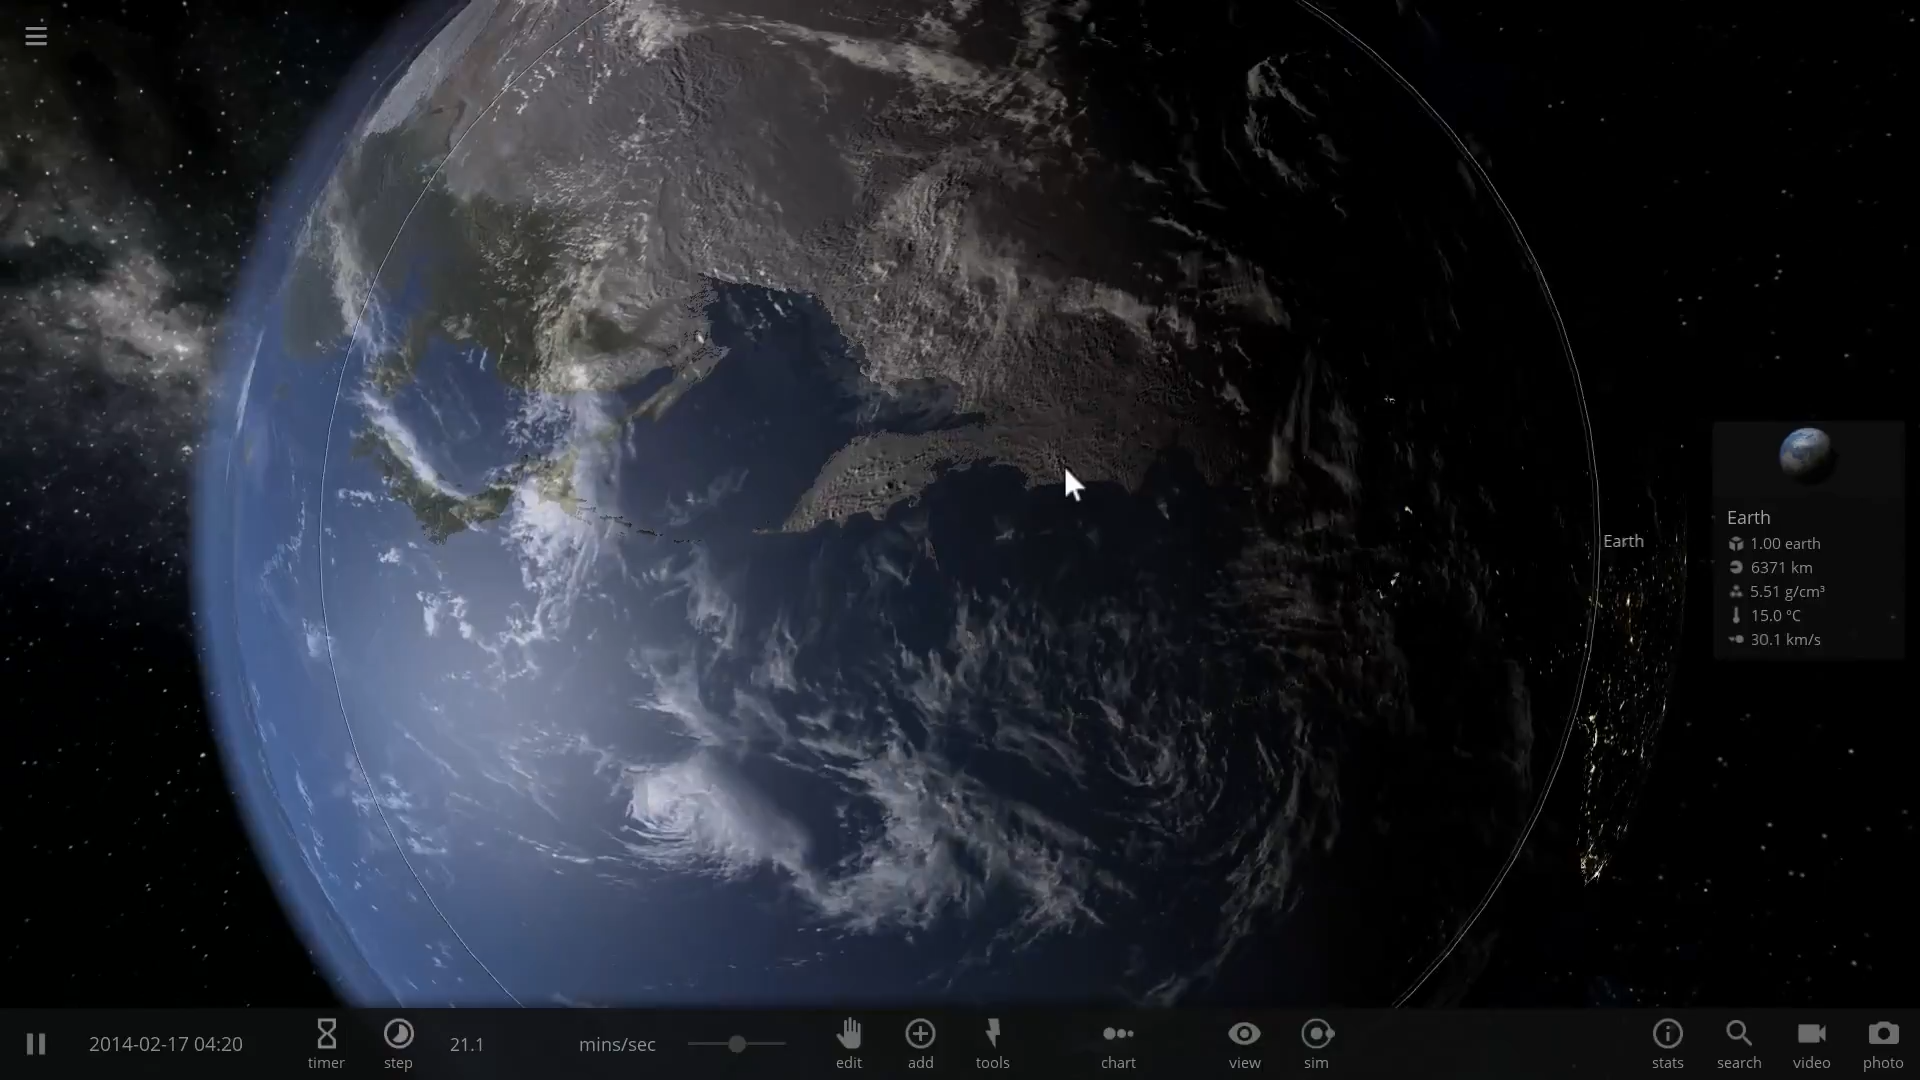 Earth
Earth
1.00 earth
6371 km
5.51 g/cm³
15.0 °C
30.1 km/s
2014-02-17 04:20
timer
step
21.1
mins/sec
edit
add
tools
chart
view
sim
stats
search
video
photo